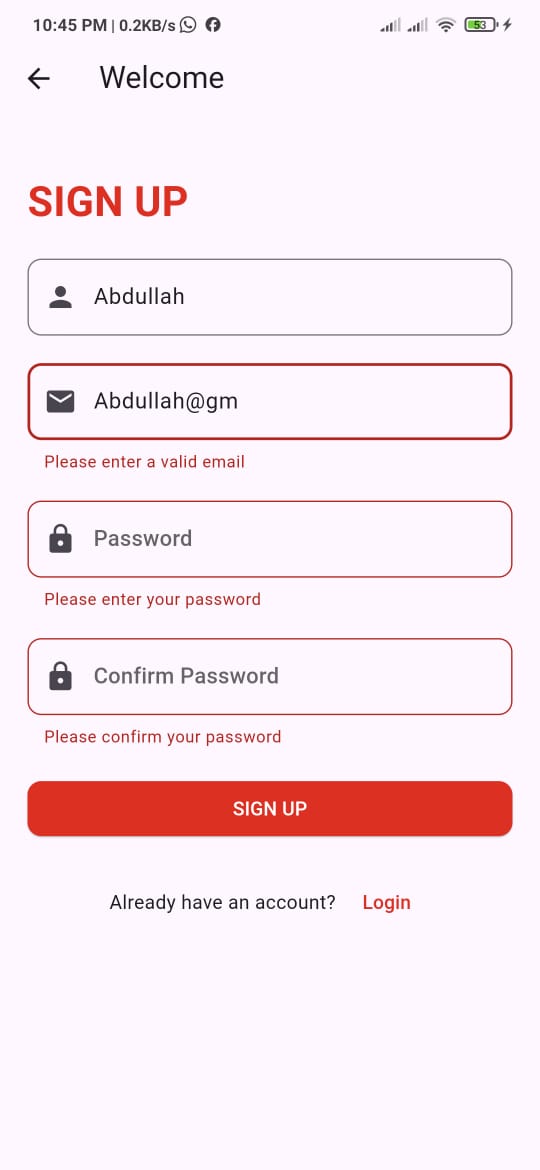 10:45 PM | 0.2KB/s 53
Welcome
SIGN UP
Abdullah
Abdullah@gm
Please enter a valid email
Password
Please enter your password
Confirm Password
Please confirm your password
SIGN UP
Already have an account? Login